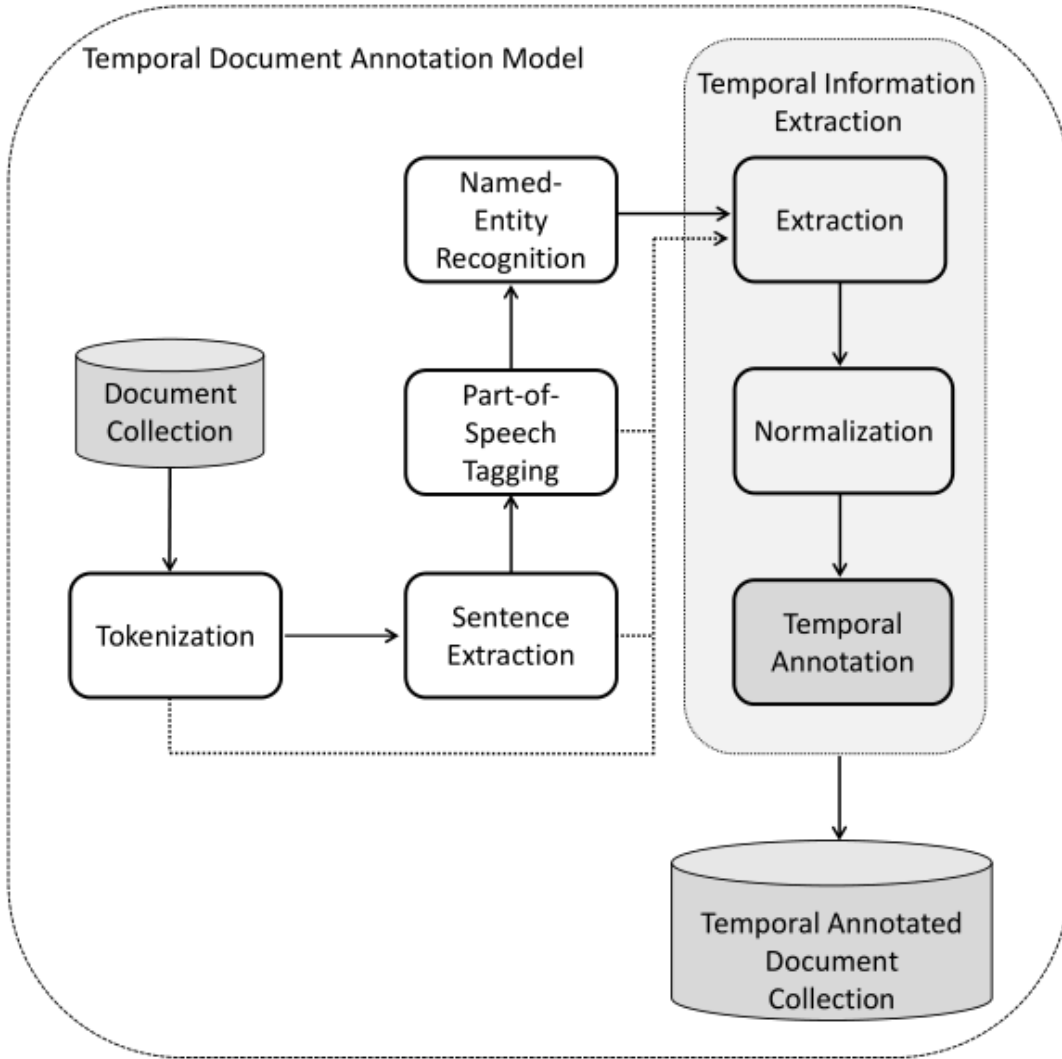 Temporal Document Annotation Model
Temporal Information
Extraction
Named-
Entity
Recognition
Extraction
Document
Collection
Part-of-
Speech
Tagging
Normalization
Tokenization
Sentence
Extraction
Temporal
Annotation
Temporal Annotated
Document
Collection